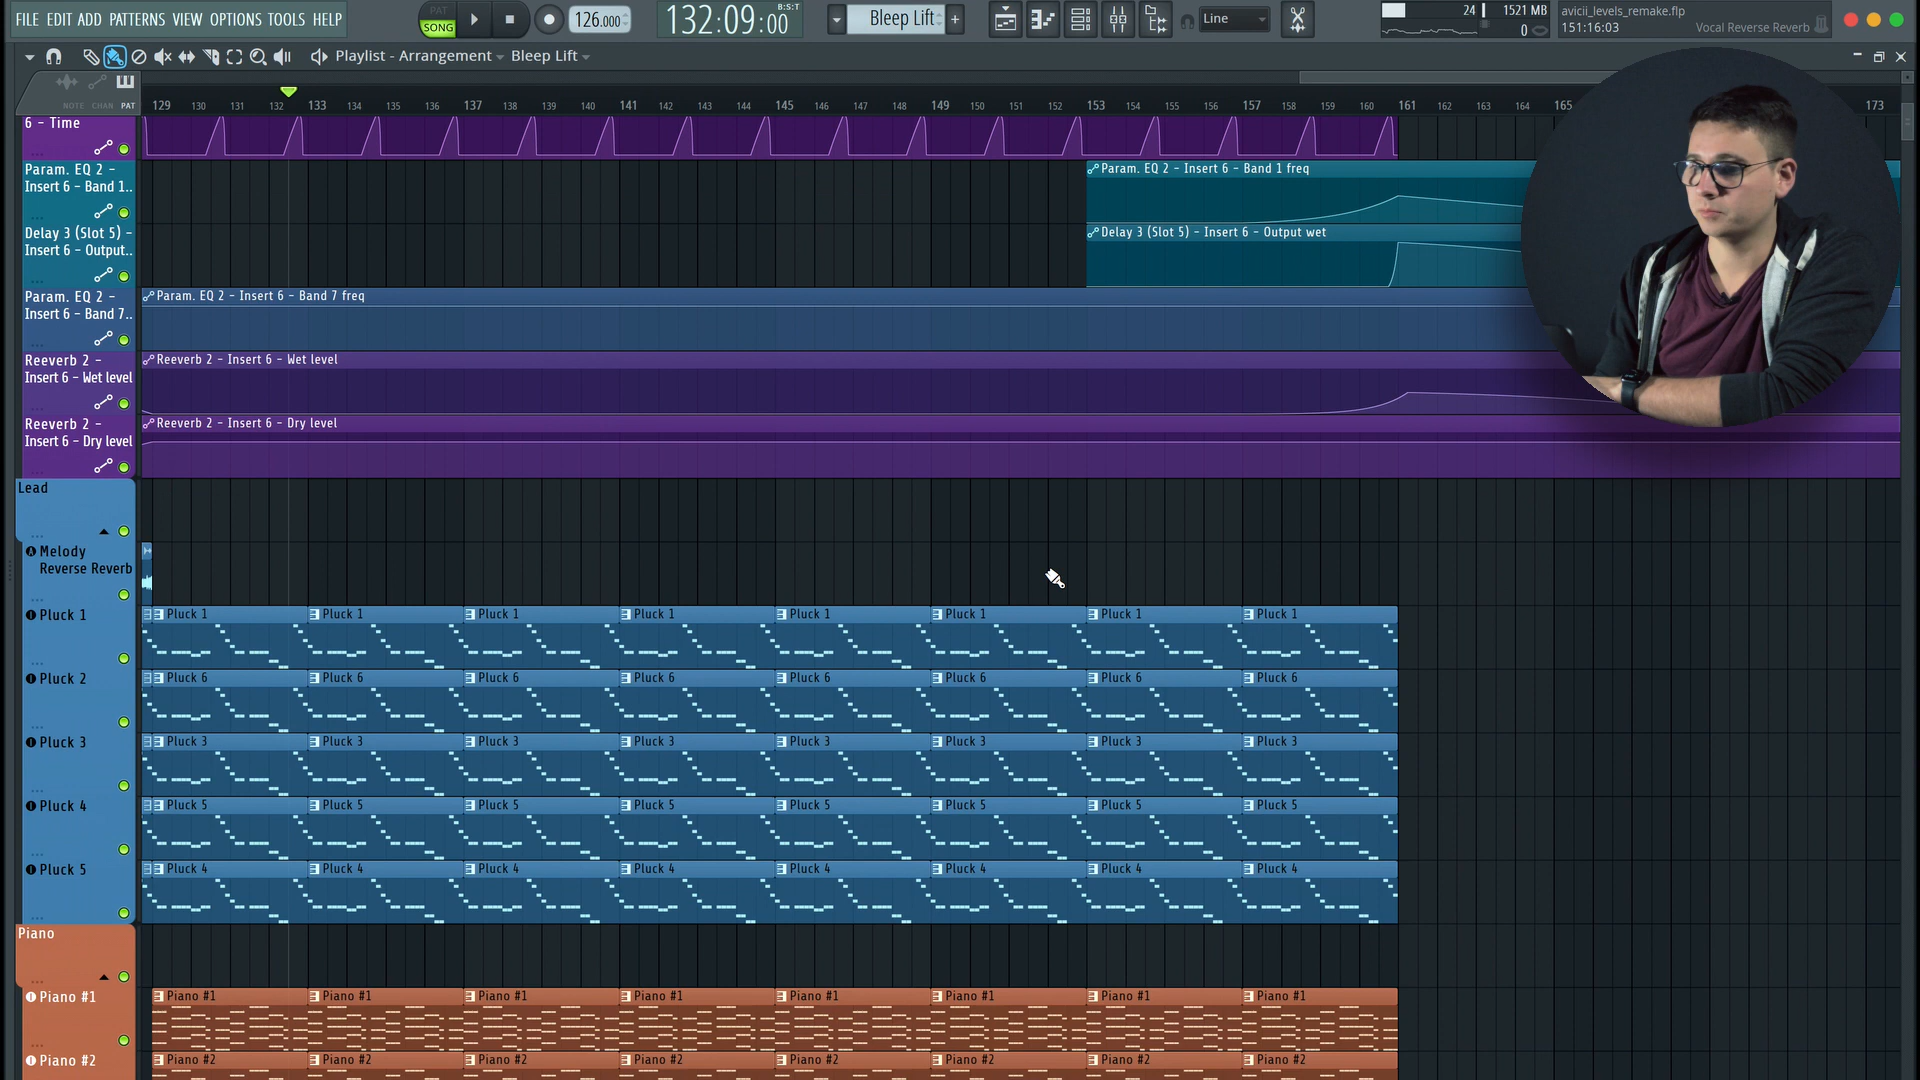 FILE EDIT ADD PATTERNS VIEW OPTIONS TOOLS HELP
PAT
SONG
126.000
132:09:00
B:S:T
Bleep Lift
Line
24
1521 MB
0
avicii_levels_remake.flp
151:16:03
Vocal Reverse Reverb
Playlist - Arrangement
Bleep Lift
NOTE CHAN PAT
129 130 131 132 133 134 135 136 137 138 139 140 141 142 143 144 145 146 147 148 149 150 151 152 153 154 155 156 157 158 159 160 161 162 163 164 165 173
6 - Time
Param. EQ 2 -
Insert 6 - Band 1..
Param. EQ 2 - Insert 6 - Band 1 freq
Delay 3 (Slot 5) -
Insert 6 - Output..
Delay 3 (Slot 5) - Insert 6 - Output wet
Param. EQ 2 -
Insert 6 - Band 7..
Param. EQ 2 - Insert 6 - Band 7 freq
Reeverb 2 -
Insert 6 - Wet level
Reeverb 2 - Insert 6 - Wet level
Reeverb 2 -
Insert 6 - Dry level
Reeverb 2 - Insert 6 - Dry level
Lead
Melody
Reverse Reverb
Pluck 1
Pluck 1 Pluck 1 Pluck 1 Pluck 1 Pluck 1 Pluck 1 Pluck 1 Pluck 1
Pluck 2
Pluck 6 Pluck 6 Pluck 6 Pluck 6 Pluck 6 Pluck 6 Pluck 6 Pluck 6
Pluck 3
Pluck 3 Pluck 3 Pluck 3 Pluck 3 Pluck 3 Pluck 3 Pluck 3 Pluck 3
Pluck 4
Pluck 5 Pluck 5 Pluck 5 Pluck 5 Pluck 5 Pluck 5 Pluck 5 Pluck 5
Pluck 5
Pluck 4 Pluck 4 Pluck 4 Pluck 4 Pluck 4 Pluck 4 Pluck 4 Pluck 4
Piano
Piano #1
Piano #1 Piano #1 Piano #1 Piano #1 Piano #1 Piano #1 Piano #1 Piano #1
Piano #2
Piano #2 Piano #2 Piano #2 Piano #2 Piano #2 Piano #2 Piano #2 Piano #2